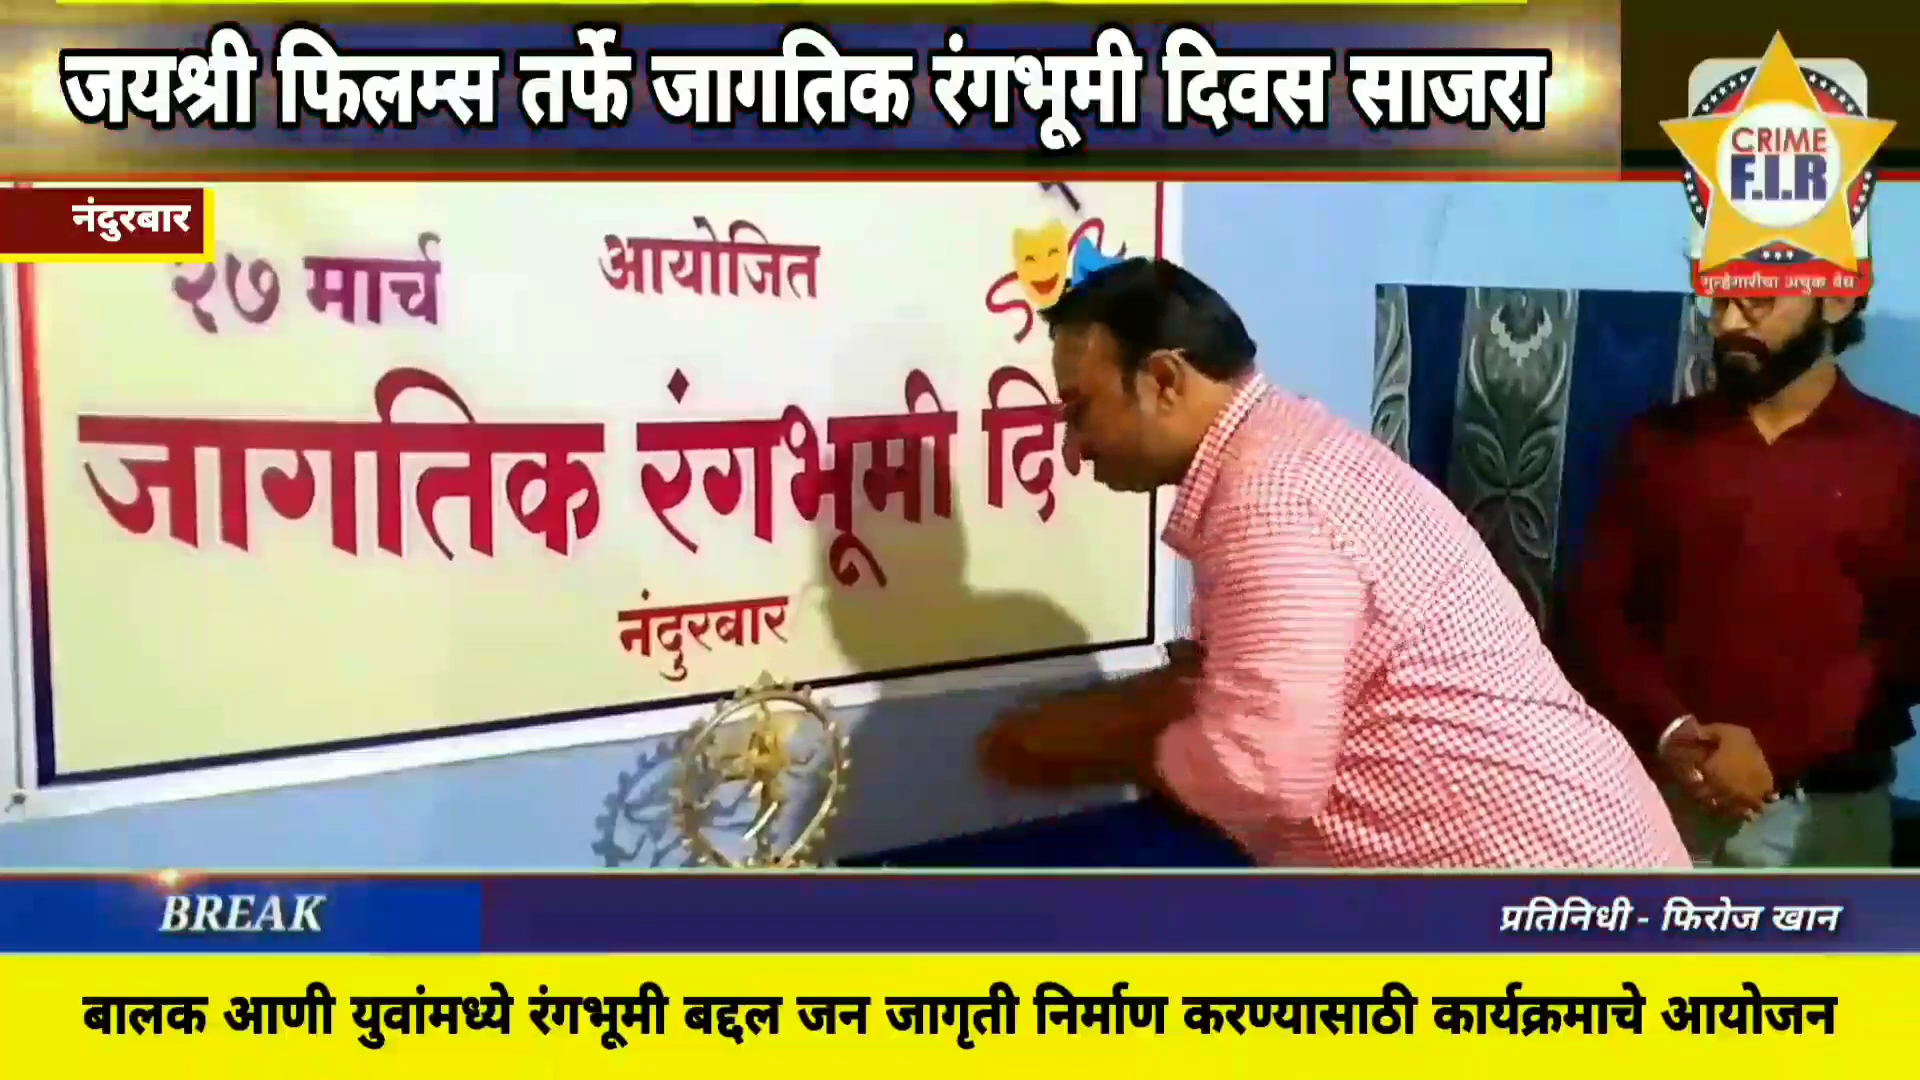 जयश्री फिलम्स तर्फे जागतिक रंगभूमी दिवस साजरा
CRIME
F.I.R
गुन्हेगारीचा अचुक वेध
नंदुरबार
२७ मार्च
आयोजित
जागतिक रंगभूमी
नंदुरबार
BREAK
प्रतिनिधी - फिरोज खान
बालक आणी युवांमध्ये रंगभूमी बद्दल जन जागृती निर्माण करण्यासाठी कार्यक्रमाचे आयोजन